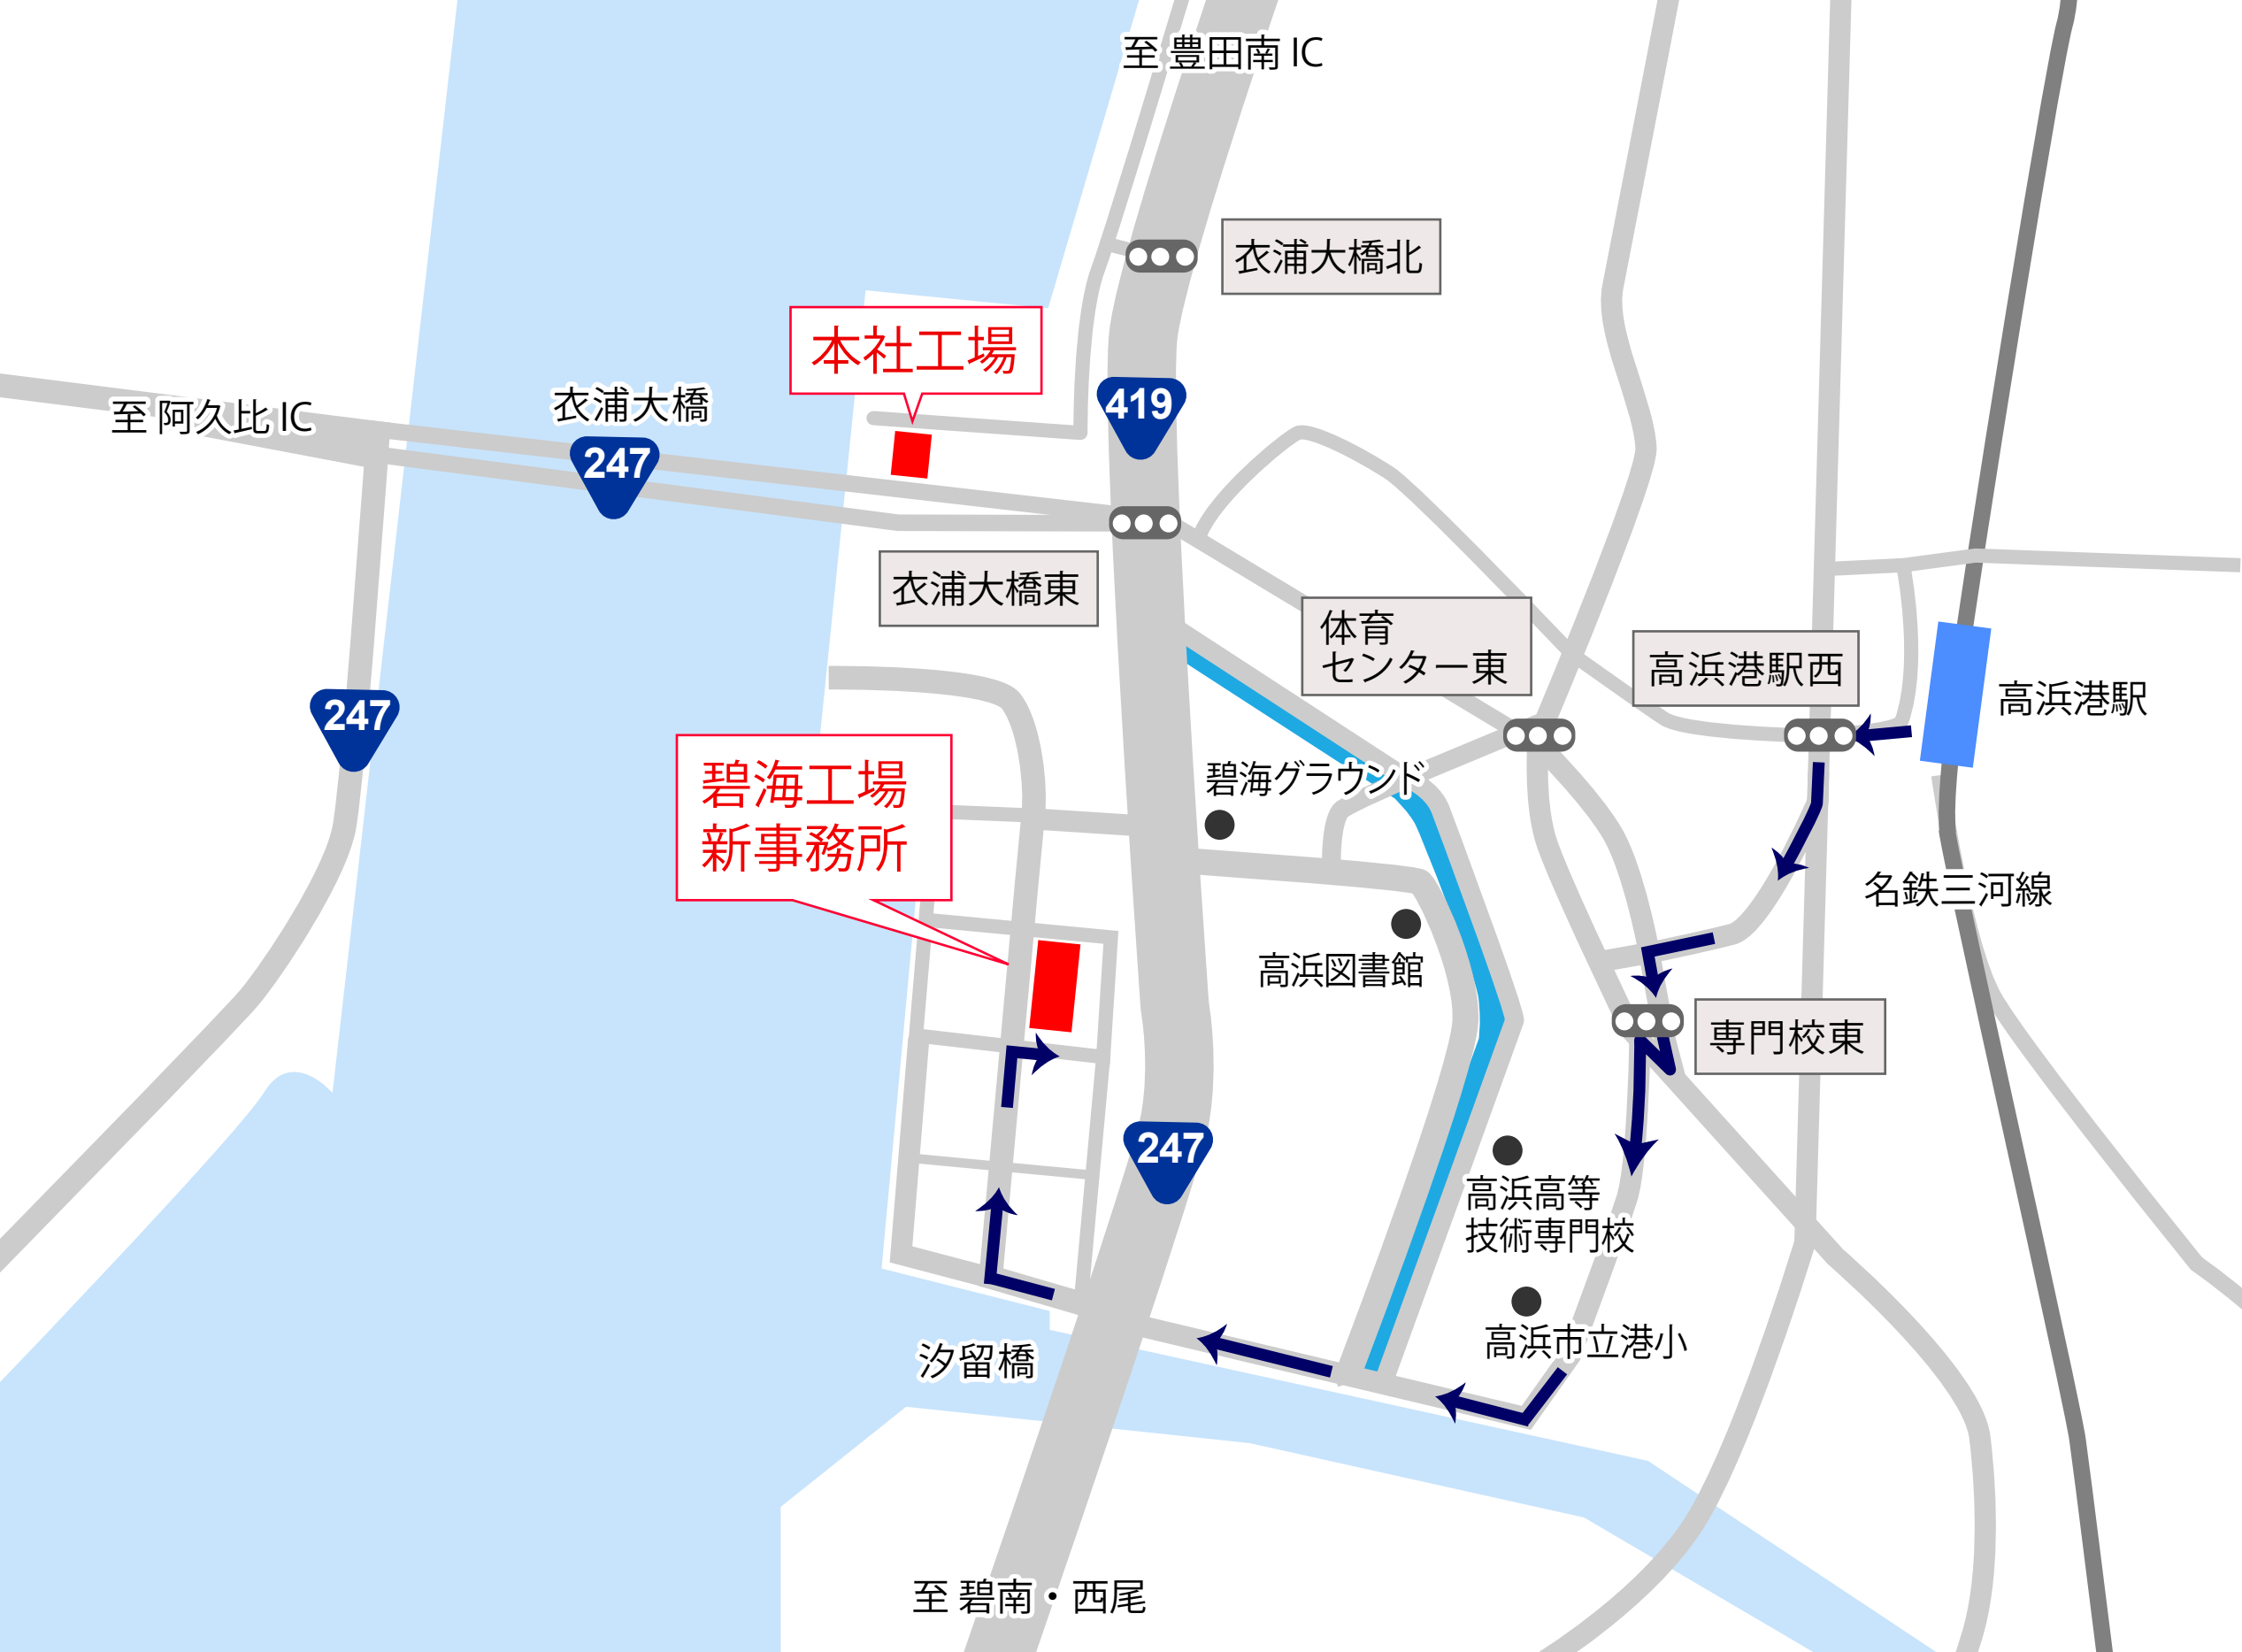 至 豊田南 IC
衣浦大橋北
本社工場
至 阿久比 IC
衣浦大橋
247
419
衣浦大橋東
体育
センター東
高浜港駅西
高浜港駅
247
碧海工場
新事務所
碧海グラウンド
名鉄三河線
高浜図書館
専門校東
247
高浜高等
技術専門校
高浜市立港小
汐留橋
至 碧南・西尾